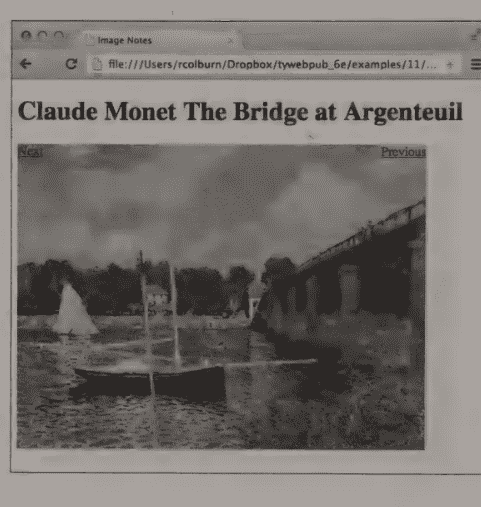 Image Notes
file:///Users/rcolburn/Dropbox/tywebpub_6e/examples/11/...
Claude Monet The Bridge at Argenteuil
Next Previous